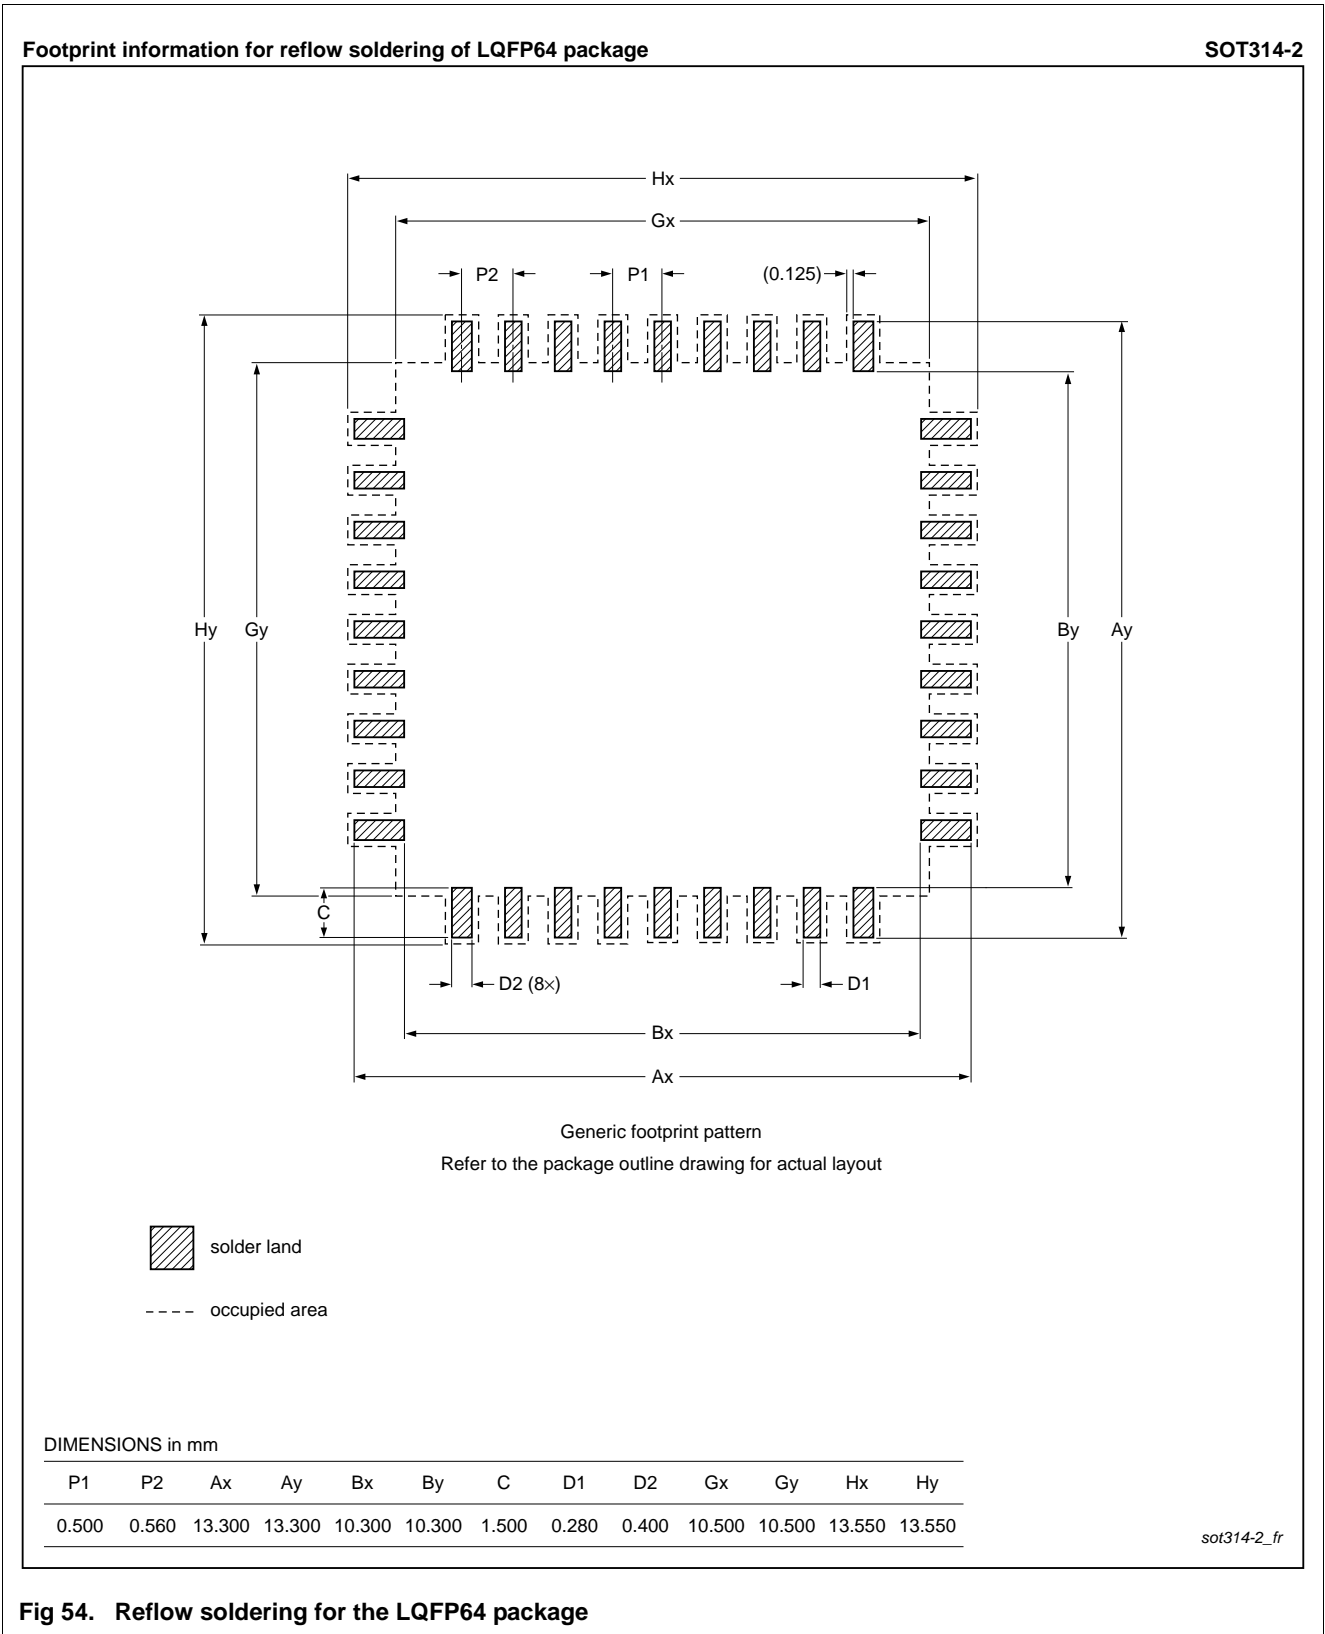 Footprint information for reflow soldering of LQFP64 package SOT314-2
Hx
Gx
P2 P1 (0.125)
Hy Gy By Ay
C
D2 (8×) D1
Bx
Ax
Generic footprint pattern
Refer to the package outline drawing for actual layout
solder land
occupied area
DIMENSIONS in mm
P1 P2 Ax Ay Bx By C D1 D2 Gx Gy Hx Hy
0.500 0.560 13.300 13.300 10.300 10.300 1.500 0.280 0.400 10.500 10.500 13.550 13.550
sot314-2_fr
Fig 54. Reflow soldering for the LQFP64 package